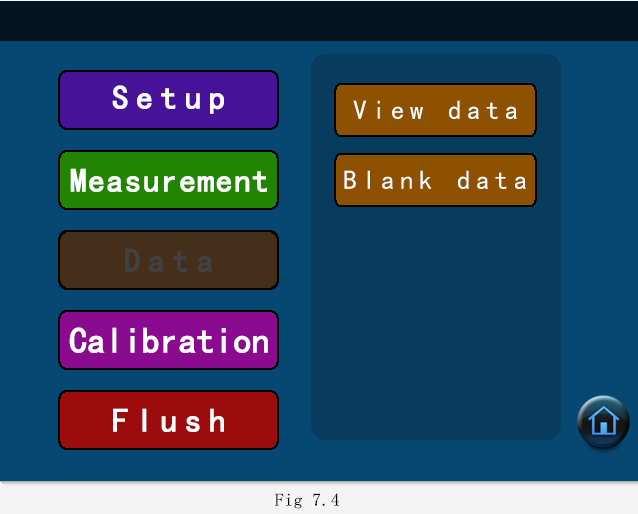 Setup
Measurement
Data
Calibration
Flush
View data
Blank data
Fig 7.4